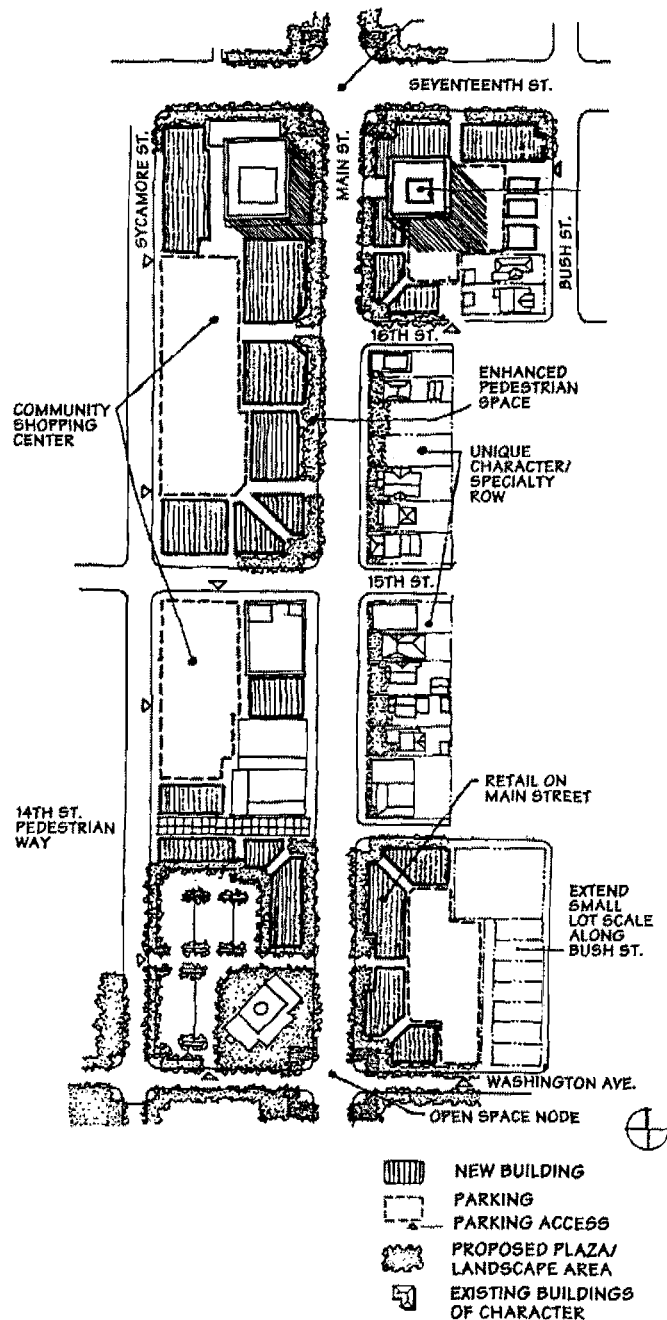 SEVENTEENTH ST.
SYCAMORE ST.
MAIN ST.
BUSH ST.
16TH ST.
ENHANCED
PEDESTRIAN
SPACE
COMMUNITY
SHOPPING
CENTER
UNIQUE
CHARACTER/
SPECIALTY
ROW
15TH ST.
RETAIL ON
MAIN STREET
14TH ST.
PEDESTRIAN
WAY
EXTEND
SMALL
LOT SCALE
ALONG
BUSH ST.
WASHINGTON AVE.
OPEN SPACE NODE
NEW BUILDING
PARKING
PARKING ACCESS
PROPOSED PLAZA/
LANDSCAPE AREA
EXISTING BUILDINGS
OF CHARACTER